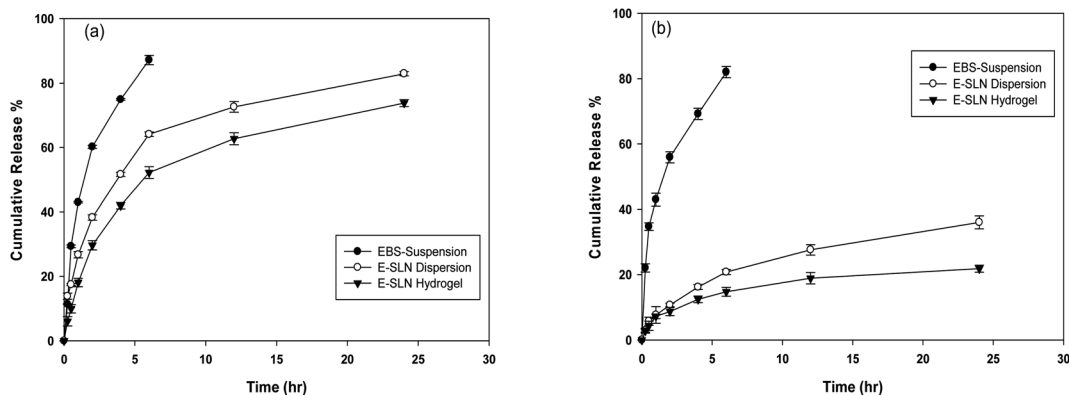 (a)
Cumulative Release %
100
80
60
40
20
0
EBS-Suspension
E-SLN Dispersion
E-SLN Hydrogel
0 5 10 15 20 25 30
Time (hr)
(b)
Cumulative Release %
100
80
60
40
20
0
EBS-Suspension
E-SLN Dispersion
E-SLN Hydrogel
0 5 10 15 20 25 30
Time (hr)